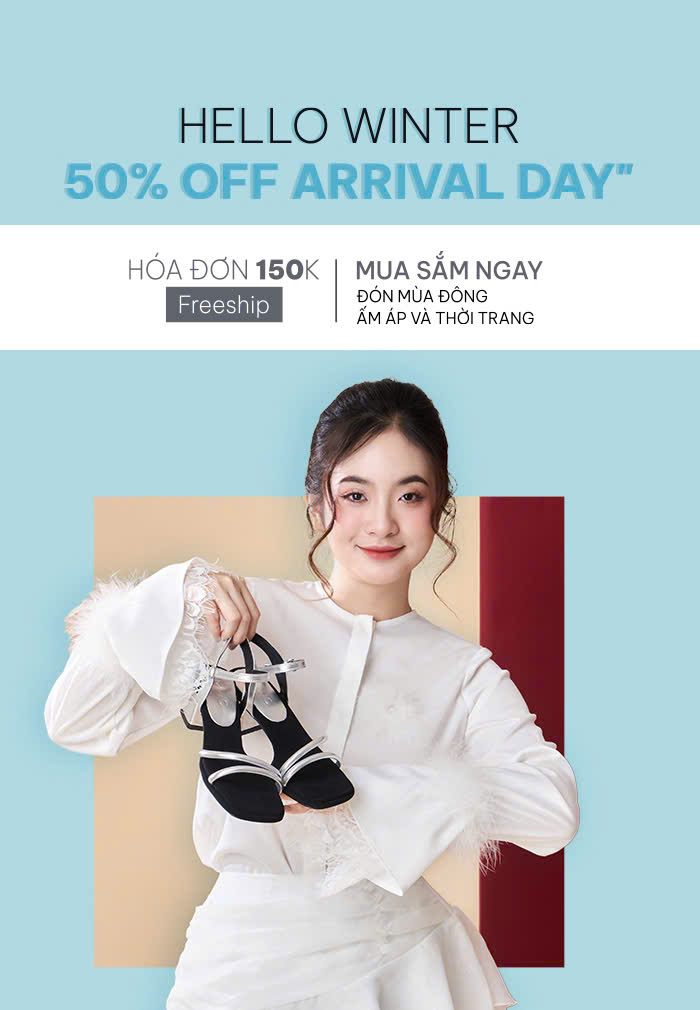 HELLO WINTER
50% OFF ARRIVAL DAY"
HÓA ĐƠN 150K
Freeship
MUA SẮM NGAY
ĐÓN MÙA ĐÔNG
ẤM ÁP VÀ THỜI TRANG